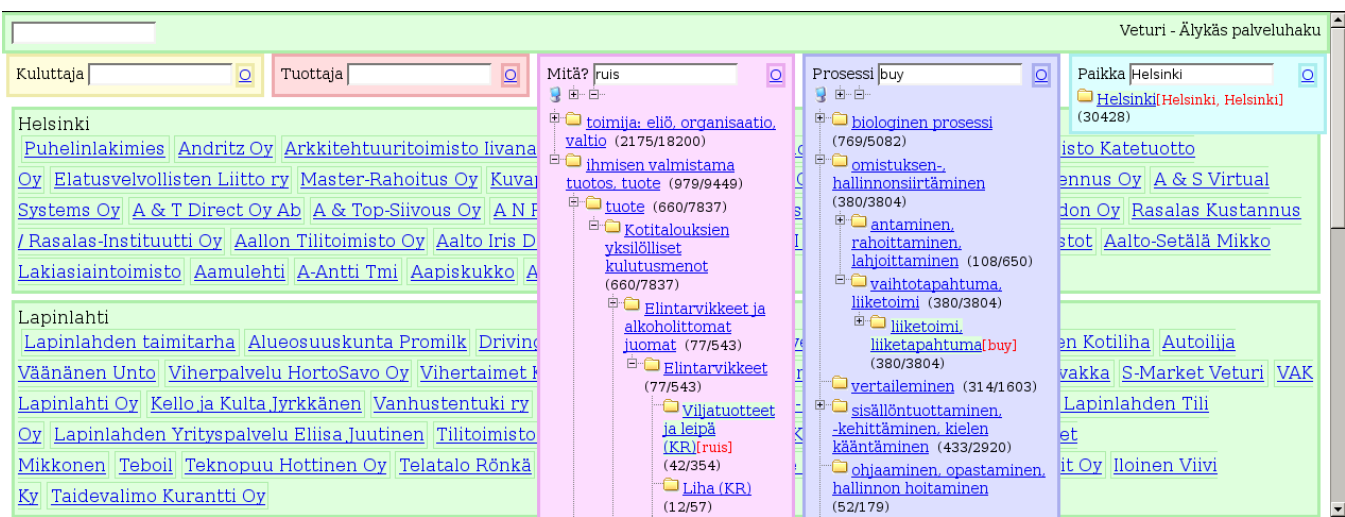 Veturi - Älykäs palveluhaku
Kuluttaja O
Tuottaja O
Mitä? ruis O
toimija: eliö, organisaatio,
valtio (2175/18200)
ihmisen valmistama
tuotos, tuote (979/9449)
tuote (660/7837)
Kotitalouksien
yksilölliset
kulutusmenot
(660/7837)
Elintarvikkeet ja
alkoholittomat
juomat (77/543)
Elintarvikkeet
(77/543)
Viljatuotteet
ja leipä
(KR)[ruis]
(42/354)
Liha (KR)
(12/57)
Prosessi buy O
biologinen prosessi
(769/5082)
omistuksen-,
hallinnonsiirtäminen
(380/3804)
antaminen,
rahoittaminen,
lahjoittaminen (108/650)
vaihtotapahtuma,
liiketoimi (380/3804)
liiketoimi,
liiketapahtuma[buy]
(380/3804)
vertaileminen (314/1603)
sisällöntuottaminen,
-kehittäminen, kielen
kääntäminen (433/2920)
ohjaaminen, opastaminen,
hallinnon hoitaminen
(52/179)
Paikka Helsinki O
Helsinki[Helsinki, Helsinki]
(30428)
Helsinki
Puhelinlakimies Andritz Oy Arkkitehtuuritoimisto Iivana isto Katetuotto
Oy Elatusvelvollisten Liitto ry Master-Rahoitus Oy Kuva ennus Oy A & S Virtual
Systems Oy A & T Direct Oy Ab A & Top-Siivous Oy A N don Oy Rasalas Kustannus
/ Rasalas-Instituutti Oy Aallon Tilitoimisto Oy Aalto Iris D stot Aalto-Setälä Mikko
Lakiasiaintoimisto Aamulehti A-Antti Tmi Aapiskukko A
Lapinlahti
Lapinlahden taimitarha Alueosuuskunta Promilk Driving en Kotiliha Autoilija
Väänänen Unto Viherpalvelu HortoSavo Oy Vihertaimet vakka S-Market Veturi VAK
Lapinlahti Oy Kello ja Kulta Jyrkkänen Vanhustentuki ry Lapinlahden Tili
Oy Lapinlahden Yrityspalvelu Eliisa Juutinen Tilitoimisto et
Mikkonen Teboil Teknopuu Hottinen Oy Telatalo Rönkä it Oy Iloinen Viivi
Ky Taidevalimo Kurantti Oy